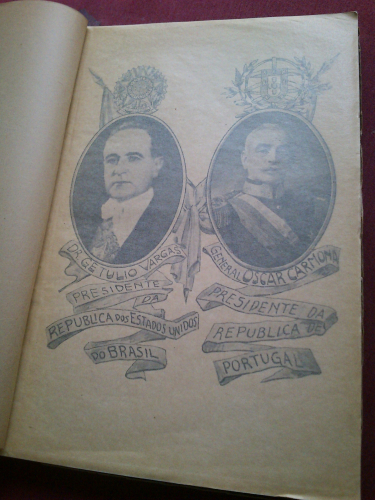 DR. GETULIO VARGAS
PRESIDENTE
DA
REPUBLICA DOS ESTADOS UNIDOS
DO BRASIL
GENERAL OSCAR CARMONA
PRESIDENTE DA
REPUBLICA DE
PORTUGAL